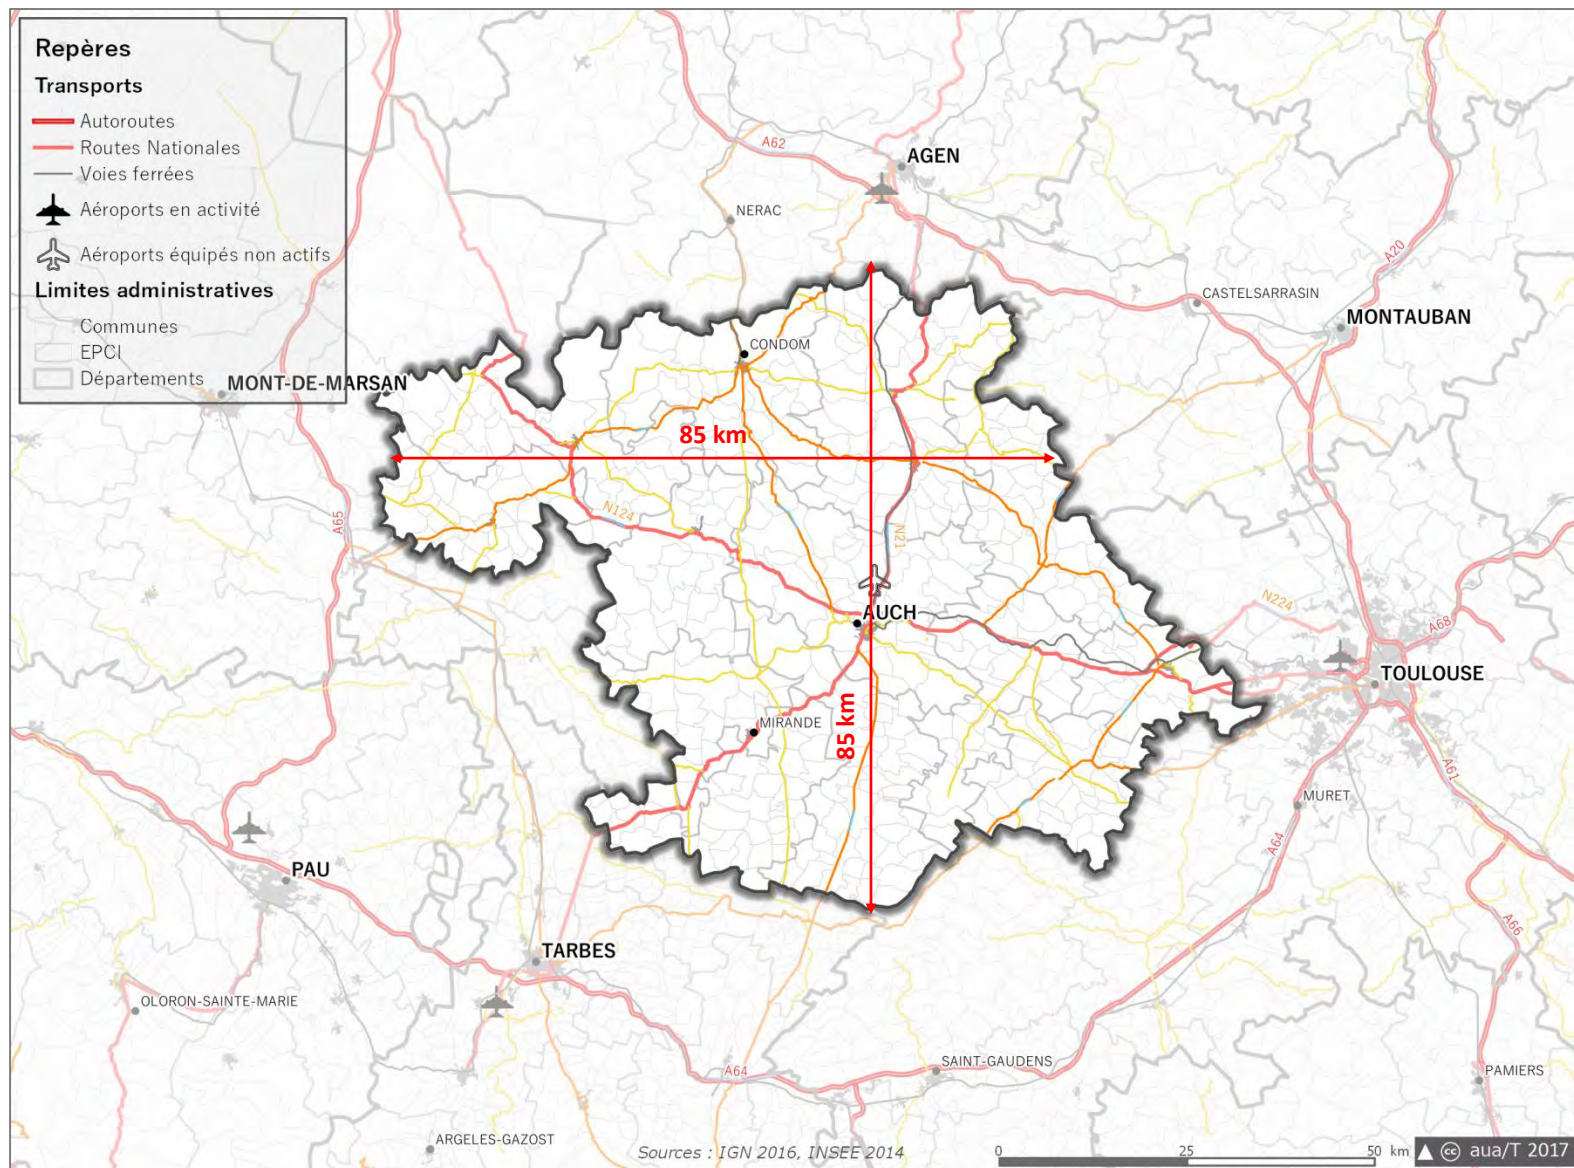 Repères
Transports
Autoroutes
Routes Nationales
Voies ferrées
Aéroports en activité
Aéroports équipés non actifs
Limites administratives
Communes
EPCI
Départements
A62
AGEN
NERAC
A20
CASTELSARRASIN
MONTAUBAN
CONDOM
MONT-DE-MARSAN
85 km
A65
N124
N21
AUCH
N224
A68
TOULOUSE
MIRANDE
85 km
A61
MURET
A64
PAU
A66
TARBES
OLORON-SAINTE-MARIE
A64
SAINT-GAUDENS
PAMIERS
ARGELES-GAZOST
Sources : IGN 2016, INSEE 2014
0 25 50 km
cc aua/T 2017